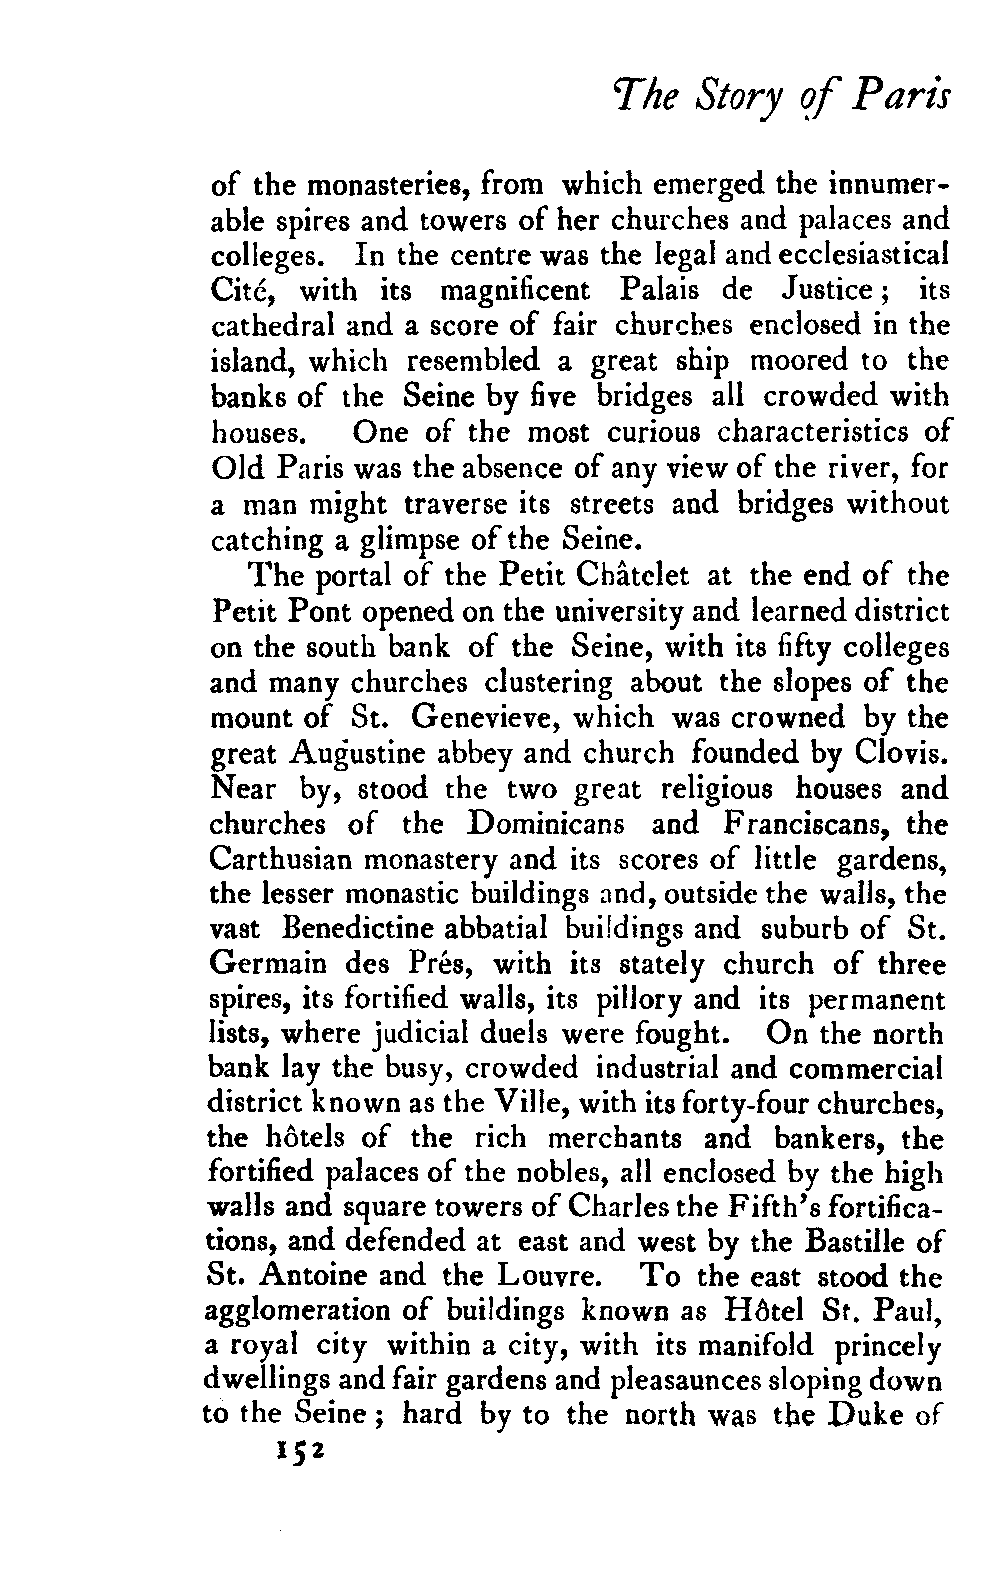 The Story of Paris
of the monasteries, from which emerged the innumer-
able spires and towers of her churches and palaces and
colleges. In the centre was the legal and ecclesiastical
Cité, with its magnificent Palais de Justice; its
cathedral and a score of fair churches enclosed in the
island, which resembled a great ship moored to the
banks of the Seine by five bridges all crowded with
houses. One of the most curious characteristics of
Old Paris was the absence of any view of the river, for
a man might traverse its streets and bridges without
catching a glimpse of the Seine.
The portal of the Petit Châtelet at the end of the
Petit Pont opened on the university and learned district
on the south bank of the Seine, with its fifty colleges
and many churches clustering about the slopes of the
mount of St. Genevieve, which was crowned by the
great Augustine abbey and church founded by Clovis.
Near by, stood the two great religious houses and
churches of the Dominicans and Franciscans, the
Carthusian monastery and its scores of little gardens,
the lesser monastic buildings and, outside the walls, the
vast Benedictine abbatial buildings and suburb of St.
Germain des Prés, with its stately church of three
spires, its fortified walls, its pillory and its permanent
lists, where judicial duels were fought. On the north
bank lay the busy, crowded industrial and commercial
district known as the Ville, with its forty-four churches,
the hôtels of the rich merchants and bankers, the
fortified palaces of the nobles, all enclosed by the high
walls and square towers of Charles the Fifth's fortifica-
tions, and defended at east and west by the Bastille of
St. Antoine and the Louvre. To the east stood the
agglomeration of buildings known as Hôtel St. Paul,
a royal city within a city, with its manifold princely
dwellings and fair gardens and pleasaunces sloping down
to the Seine; hard by to the north was the Duke of
152